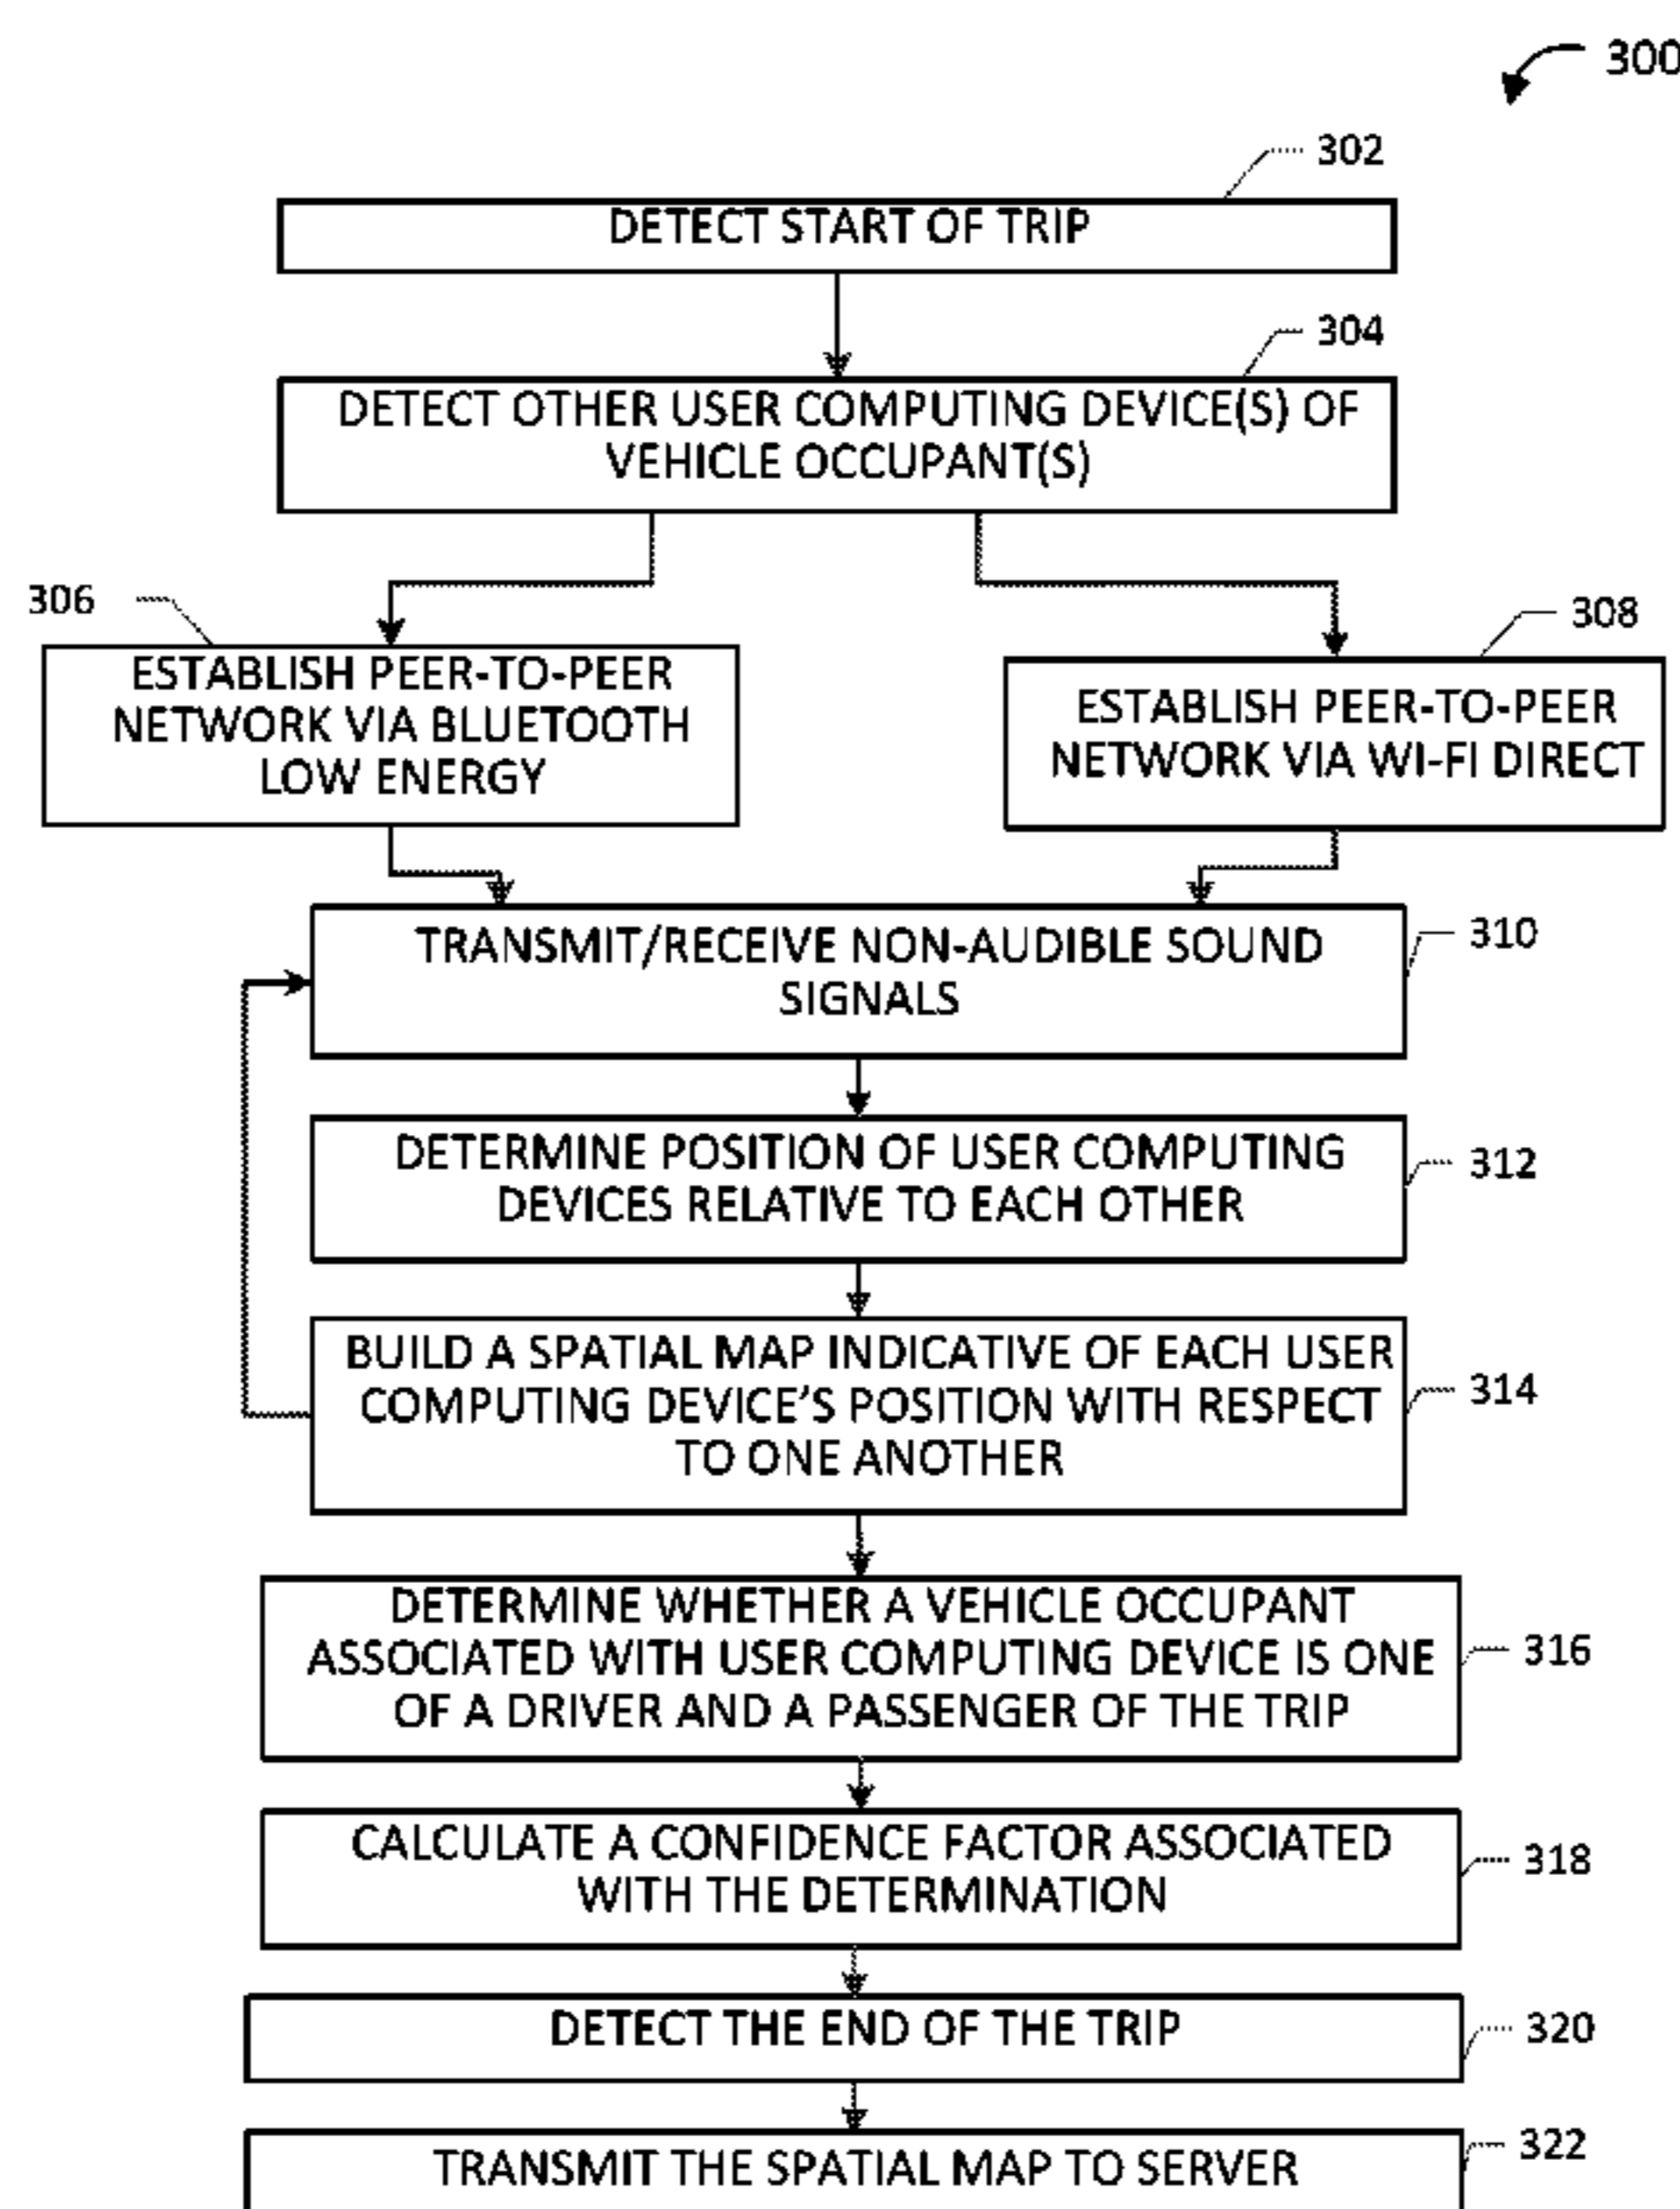 300
302
DETECT START OF TRIP
304
DETECT OTHER USER COMPUTING DEVICE(S) OF
VEHICLE OCCUPANT(S)
306
ESTABLISH PEER-TO-PEER
NETWORK VIA BLUETOOTH
LOW ENERGY
308
ESTABLISH PEER-TO-PEER
NETWORK VIA WI-FI DIRECT
TRANSMIT/RECEIVE NON-AUDIBLE SOUND
SIGNALS
310
DETERMINE POSITION OF USER COMPUTING
DEVICES RELATIVE TO EACH OTHER
312
BUILD A SPATIAL MAP INDICATIVE OF EACH USER
COMPUTING DEVICE'S POSITION WITH RESPECT
TO ONE ANOTHER
314
DETERMINE WHETHER A VEHICLE OCCUPANT
ASSOCIATED WITH USER COMPUTING DEVICE IS ONE
OF A DRIVER AND A PASSENGER OF THE TRIP
316
CALCULATE A CONFIDENCE FACTOR ASSOCIATED
WITH THE DETERMINATION
318
DETECT THE END OF THE TRIP
320
TRANSMIT THE SPATIAL MAP TO SERVER
322